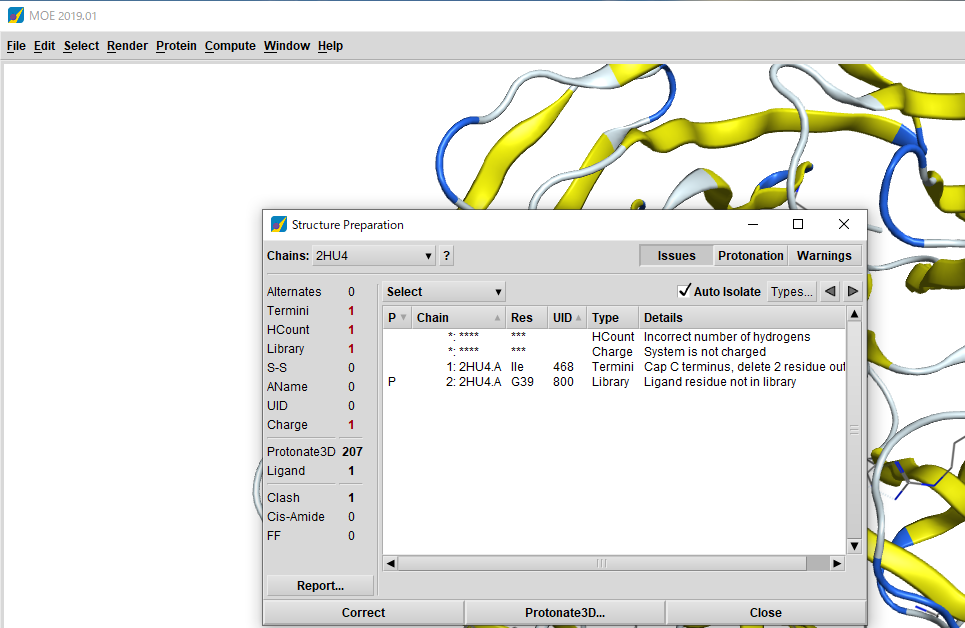 MOE 2019.01
File Edit Select Render Protein Compute Window Help
Structure Preparation
Chains: 2HU4 ? Issues Protonation Warnings
Alternates 0
Termini 1
HCount 1
Library 1
S-S 0
AName 0
UID 0
Charge 1
Protonate3D 207
Ligand 1
Clash 1
Cis-Amide 0
FF 0
Report...
Select Auto Isolate Types...
P Chain Res UID Type Details
*: **** *** HCount Incorrect number of hydrogens
*: **** *** Charge System is not charged
1: 2HU4.A Ile 468 Termini Cap C terminus, delete 2 residue out
P 2: 2HU4.A G39 800 Library Ligand residue not in library
Correct Protonate3D... Close